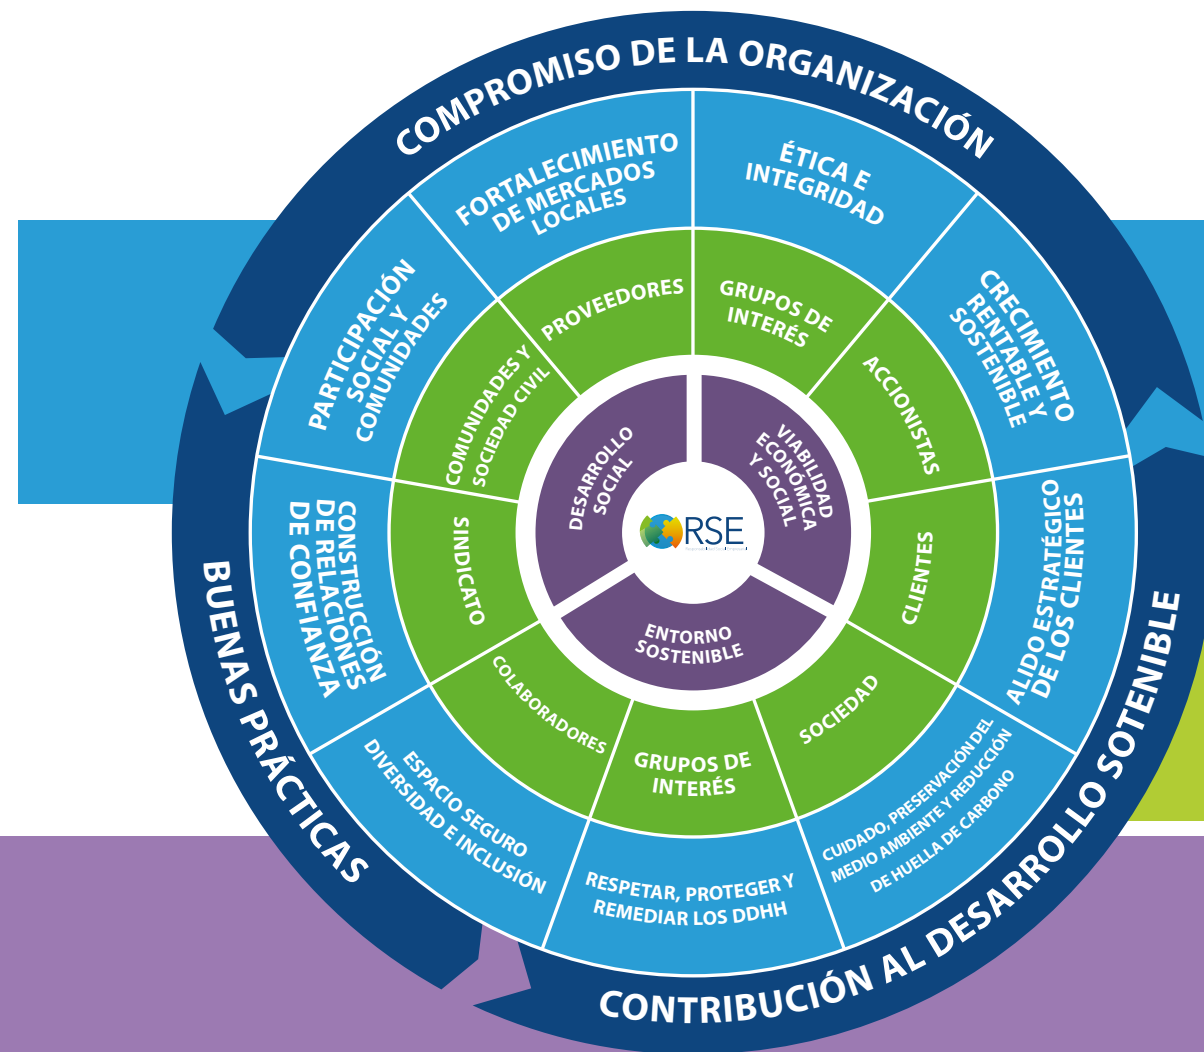 COMPROMISO DE LA ORGANIZACIÓN
FORTALECIMIENTO
DE MERCADOS
LOCALES
ÉTICA E
INTEGRIDAD
CRECIMIENTO
RENTABLE Y
SOSTENIBLE
ALIDO ESTRATÉGICO
DE LOS CLIENTES
CUIDADO, PRESERVACIÓN DEL
MEDIO AMBIENTE Y REDUCCIÓN
DE HUELLA DE CARBONO
RESPETAR, PROTEGER Y
REMEDIAR LOS DDHH
ESPACIO SEGURO
DIVERSIDAD E INCLUSIÓN
CONSTRUCCIÓN
DE RELACIONES
DE CONFIANZA
PARTICIPACIÓN
SOCIAL Y
COMUNIDADES
PROVEEDORES
GRUPOS DE
INTERÉS
ACCIONISTAS
CLIENTES
SOCIEDAD
GRUPOS DE
INTERÉS
COLABORADORES
SINDICATO
COMUNIDADES Y
SOCIEDAD CIVIL
DESARROLLO
SOCIAL
VIABILIDAD
ECONÓMICA
Y SOCIAL
ENTORNO
SOSTENIBLE
RSE
BUENAS PRÁCTICAS
CONTRIBUCIÓN AL DESARROLLO SOTENIBLE